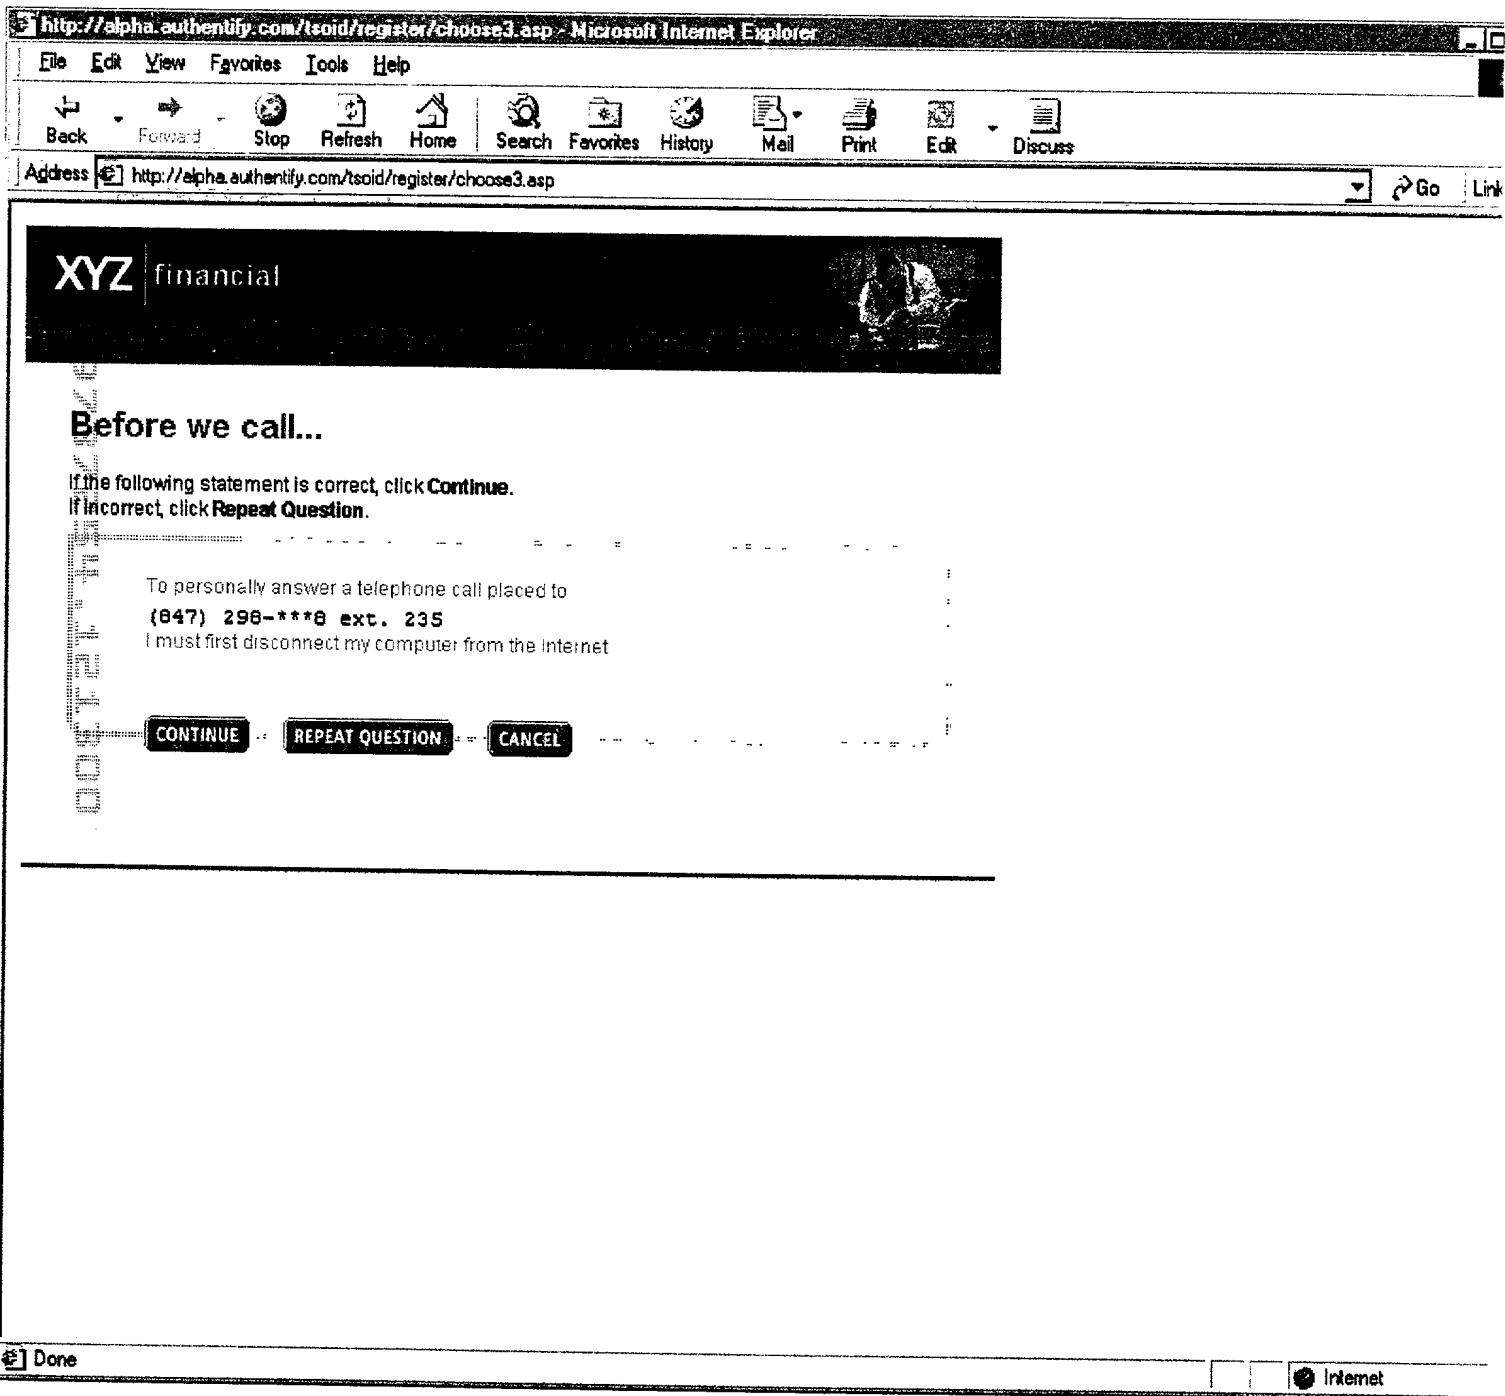 http://alpha.authentify.com/tsoid/register/choose3.asp - Microsoft Internet Explorer
File Edit View Favorites Tools Help
Back Forward Stop Refresh Home Search Favorites History Mail Print Edit Discuss
Address http://alpha.authentify.com/tsoid/register/choose3.asp Go Link
XYZ financial
Before we call...
If the following statement is correct, click Continue.
If incorrect, click Repeat Question.
To personally answer a telephone call placed to
(847) 298-***8 ext. 235
I must first disconnect my computer from the Internet
CONTINUE REPEAT QUESTION CANCEL
Done Internet